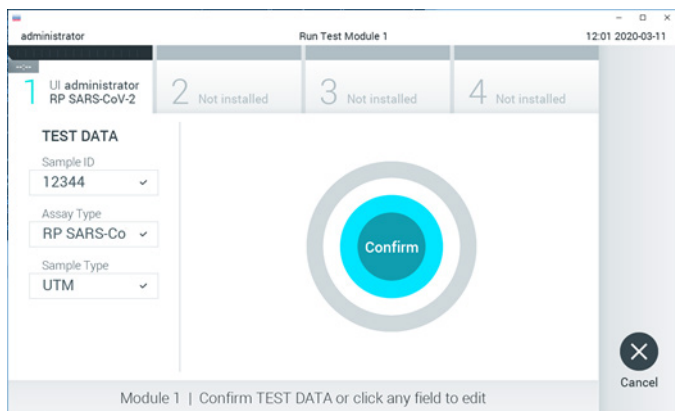 administrator
Run Test Module 1
12:01 2020-03-11
--:--
1
UI administrator
RP SARS-CoV-2
2 Not installed
3 Not installed
4 Not installed
TEST DATA
Sample ID
12344
Assay Type
RP SARS-Co
Sample Type
UTM
Confirm
Cancel
Module 1 | Confirm TEST DATA or click any field to edit